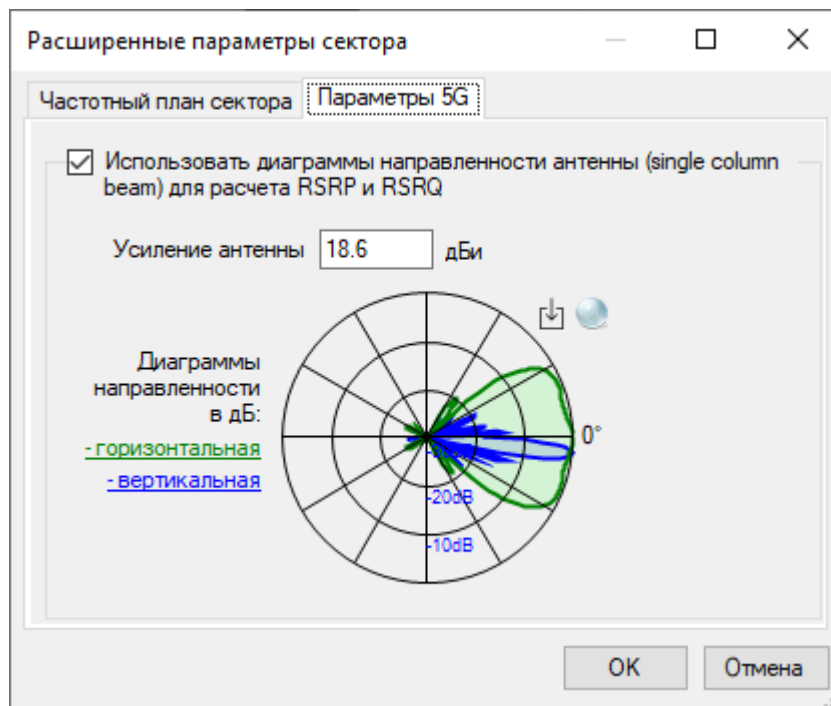 Расширенные параметры сектора
Частотный план сектора
Параметры 5G
Использовать диаграммы направленности антенны (single column
beam) для расчета RSRP и RSRQ
Усиление антенны 18.6 дБи
Диаграммы
направленности
в дБ:
- горизонтальная
- вертикальная
0°
-20dB
-10dB
OK
Отмена